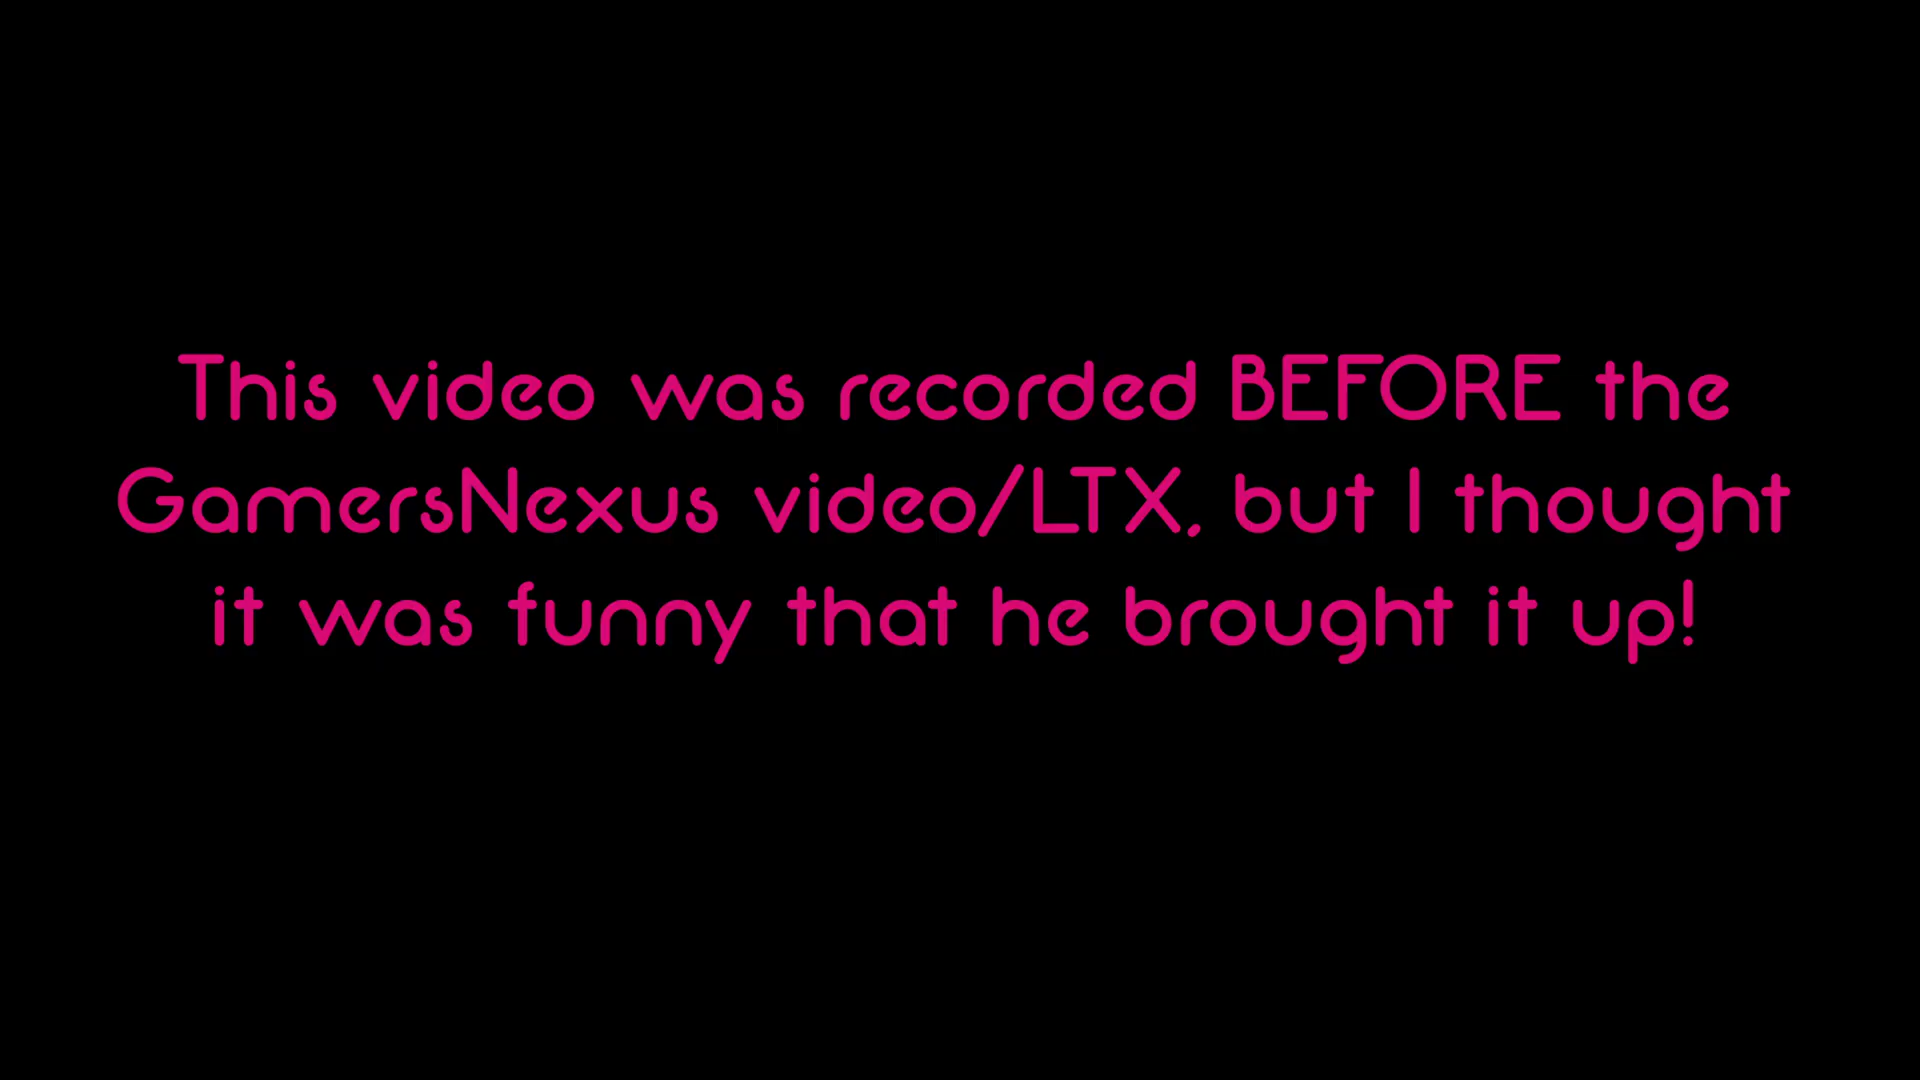 This video was recorded BEFORE the
GamersNexus video/LTX, but I thought
it was funny that he brought it up!